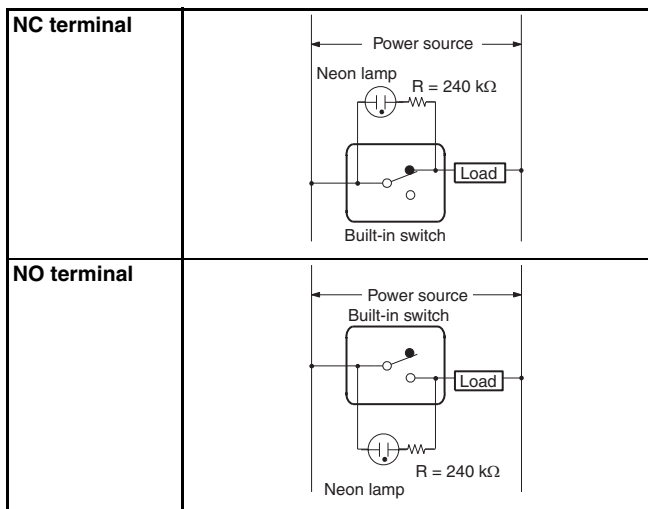 NC terminal
Power source
Neon lamp
R = 240 kΩ
Load
Built-in switch
NO terminal
Power source
Built-in switch
Load
R = 240 kΩ
Neon lamp